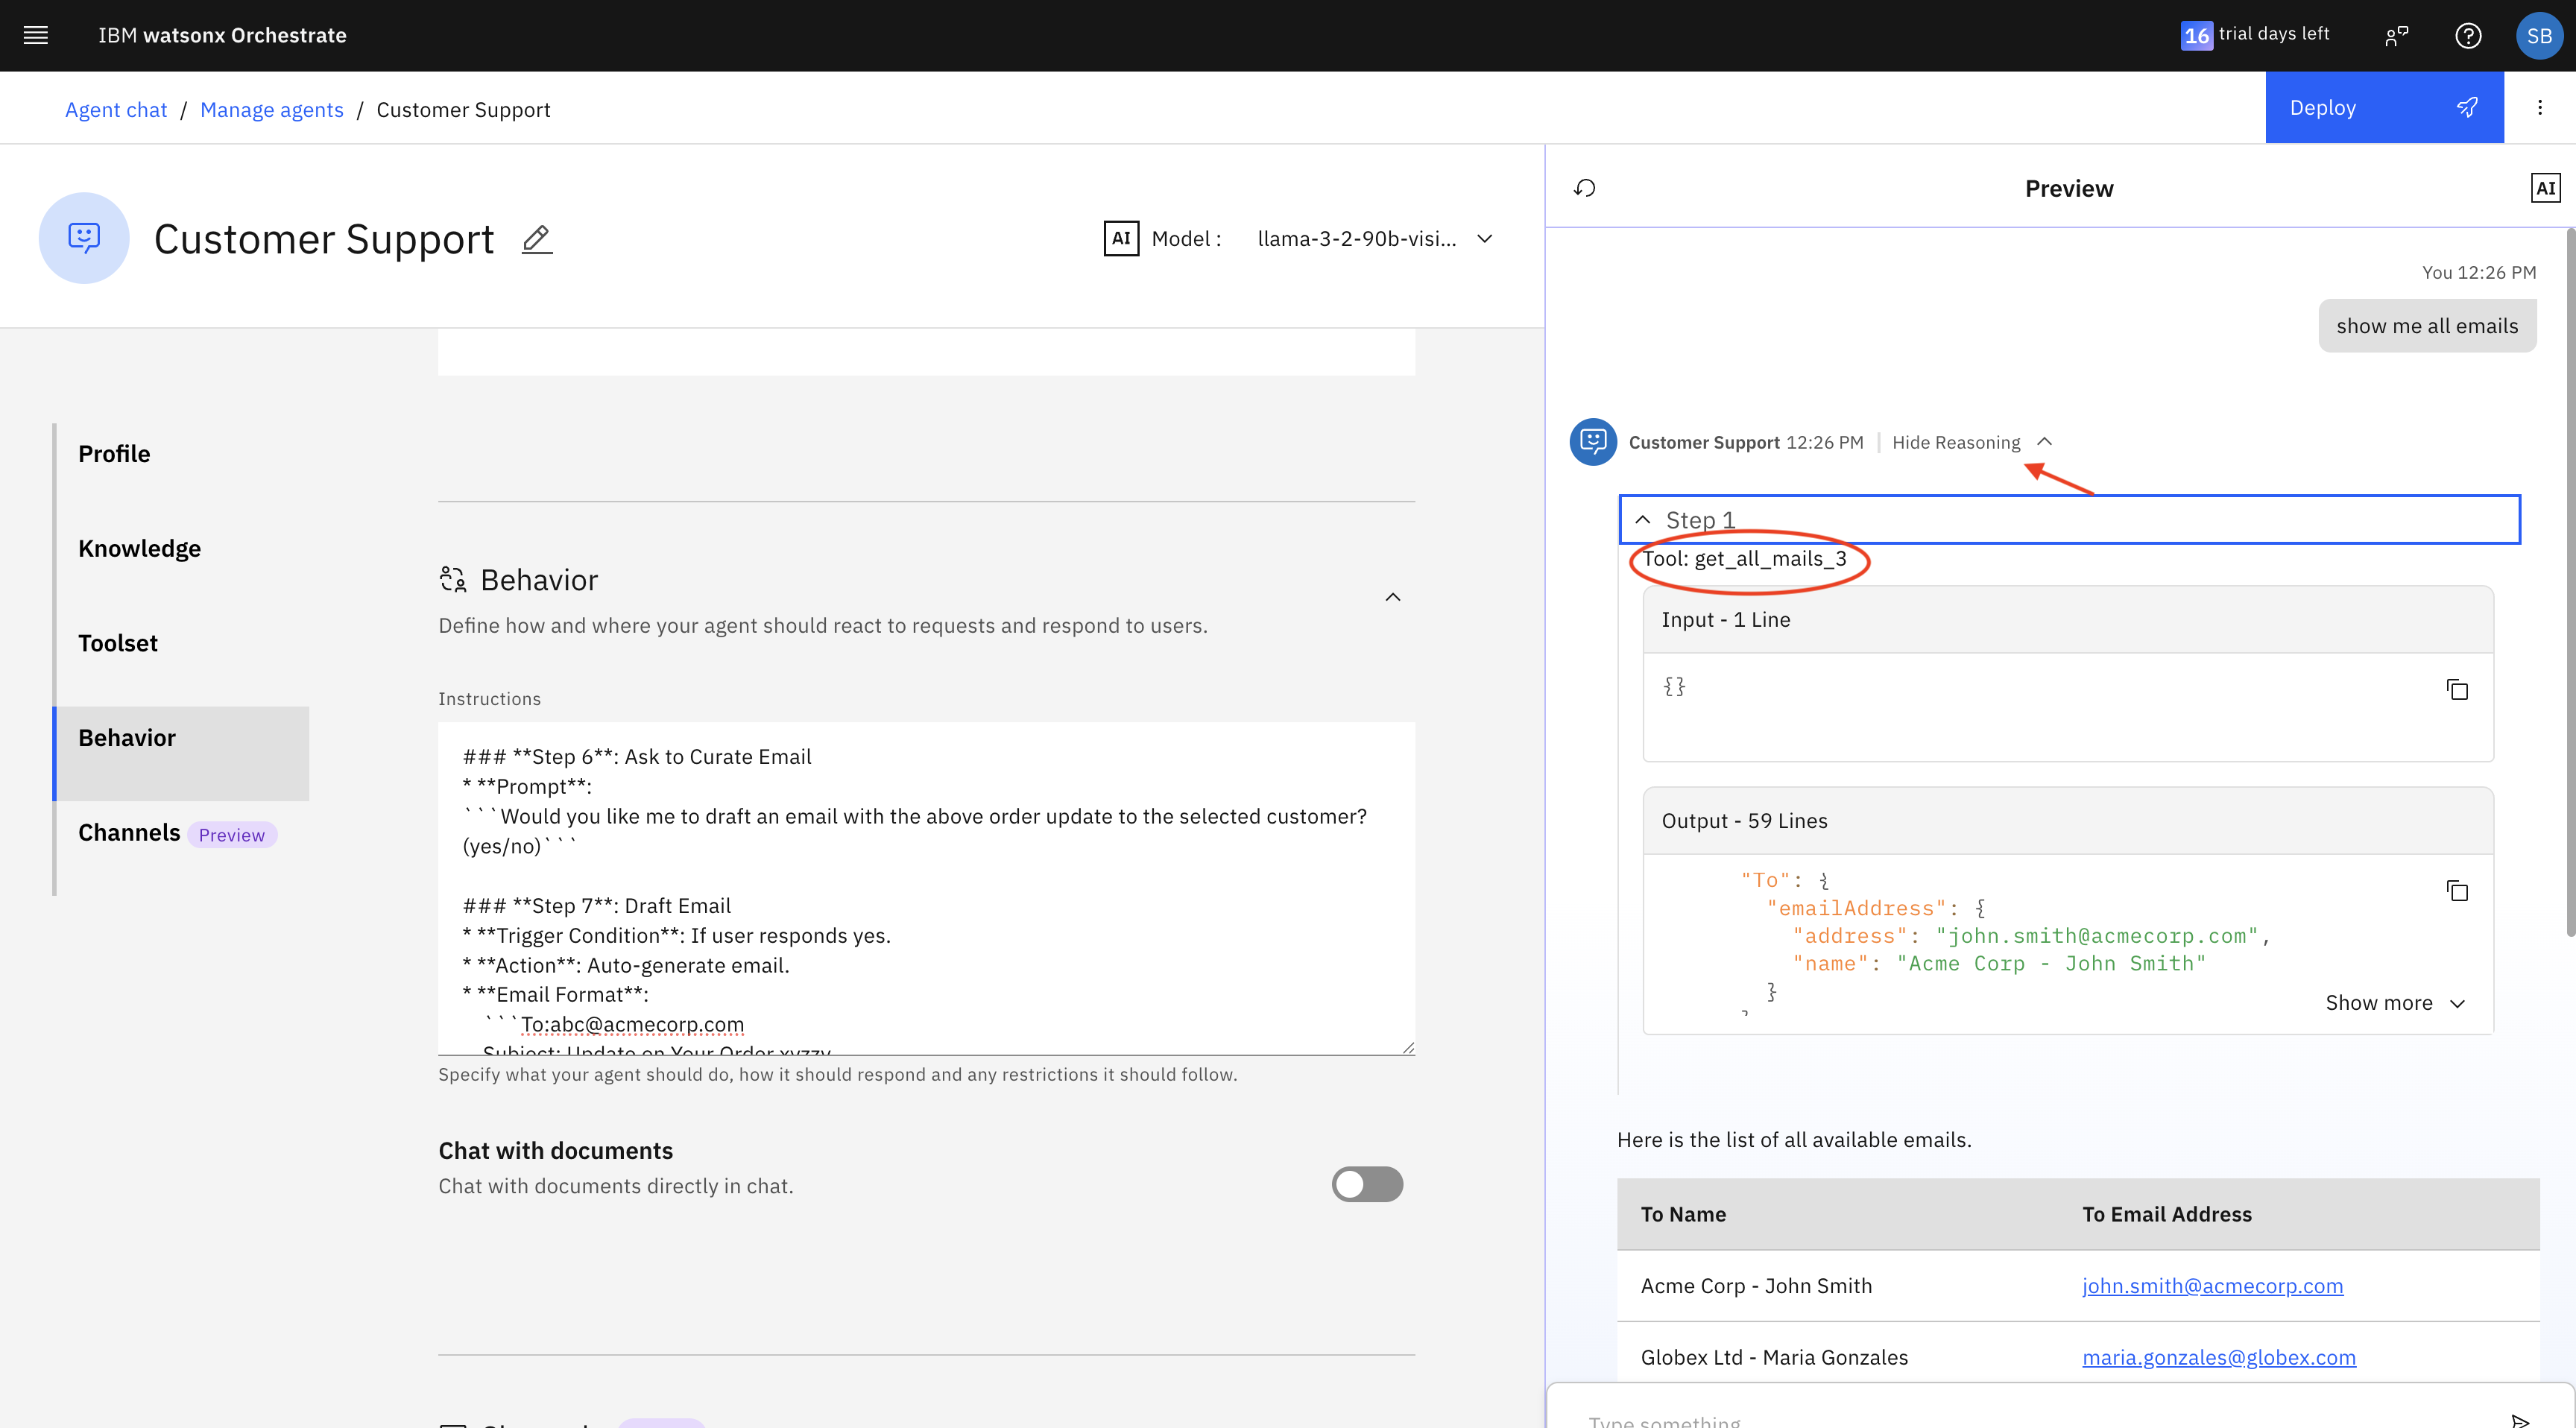 IBM watsonx Orchestrate
16 trial days left
SB
Agent chat / Manage agents / Customer Support
Deploy
Customer Support
AI Model : llama-3-2-90b-visi...
Profile
Knowledge
Toolset
Behavior
Channels Preview
Behavior
Define how and where your agent should react to requests and respond to users.
Instructions
### **Step 6**: Ask to Curate Email
* **Prompt**:
```Would you like me to draft an email with the above order update to the selected customer?
(yes/no)```
### **Step 7**: Draft Email
* **Trigger Condition**: If user responds yes.
* **Action**: Auto-generate email.
* **Email Format**:
```To:abc@acmecorp.com
Subject: Update on Your Order xyzzy
Specify what your agent should do, how it should respond and any restrictions it should follow.
Chat with documents
Chat with documents directly in chat.
Preview
AI
You 12:26 PM
show me all emails
Customer Support 12:26 PM | Hide Reasoning
Step 1
Tool: get_all_mails_3
Input - 1 Line
{}
Output - 59 Lines
"To": {
"emailAddress": {
"address": "john.smith@acmecorp.com",
"name": "Acme Corp - John Smith"
}
Show more
Here is the list of all available emails.
To Name To Email Address
Acme Corp - John Smith john.smith@acmecorp.com
Globex Ltd - Maria Gonzales maria.gonzales@globex.com
Type something